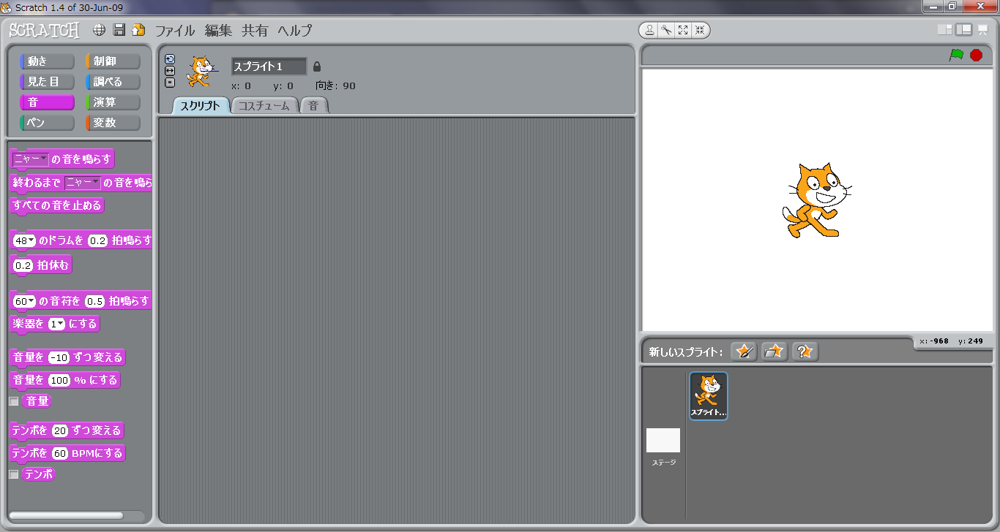 Scratch 1.4 of 30-Jun-09
SCRATCH ファイル 編集 共有 ヘルプ
動き 制御
見た目 調べる
音 演算
ペン 変数
スプライト1
x: 0 y: 0 向き: 90
スクリプト コスチューム 音
ニャー の音を鳴らす
終わるまで ニャー の音を鳴ら
すべての音を止める
48 のドラムを 0.2 拍鳴らす
0.2 拍休む
60 の音符を 0.5 拍鳴らす
楽器を 1 にする
音量を -10 ずつ変える
音量を 100 % にする
音量
テンポを 20 ずつ変える
テンポを 60 BPMにする
テンポ
x: -968 y: 249
新しいスプライト:
スプライト...
ステージ